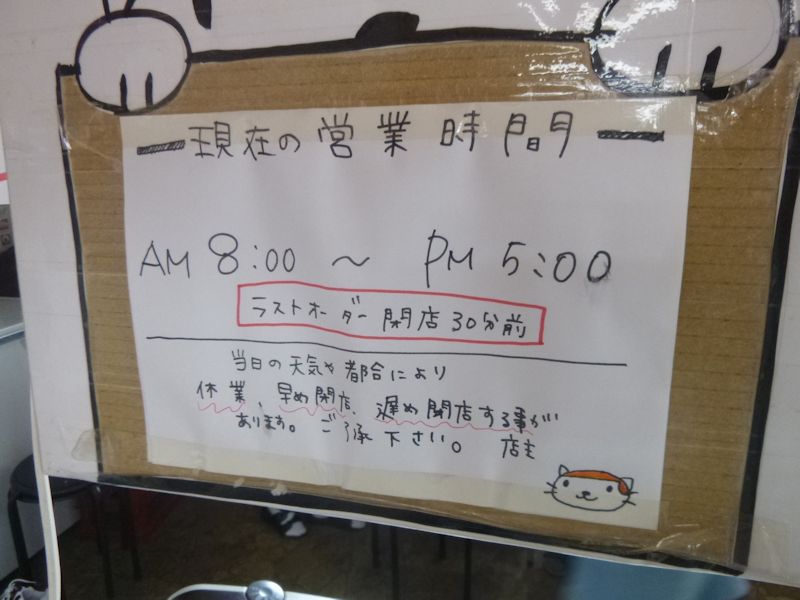 現在の営業時間
AM 8:00 ～ PM 5:00
ラストオーダー 閉店30分前
当日の天気や都合により
休業、早め閉店、遅め閉店する事が
あります。ご了承下さい。 店主